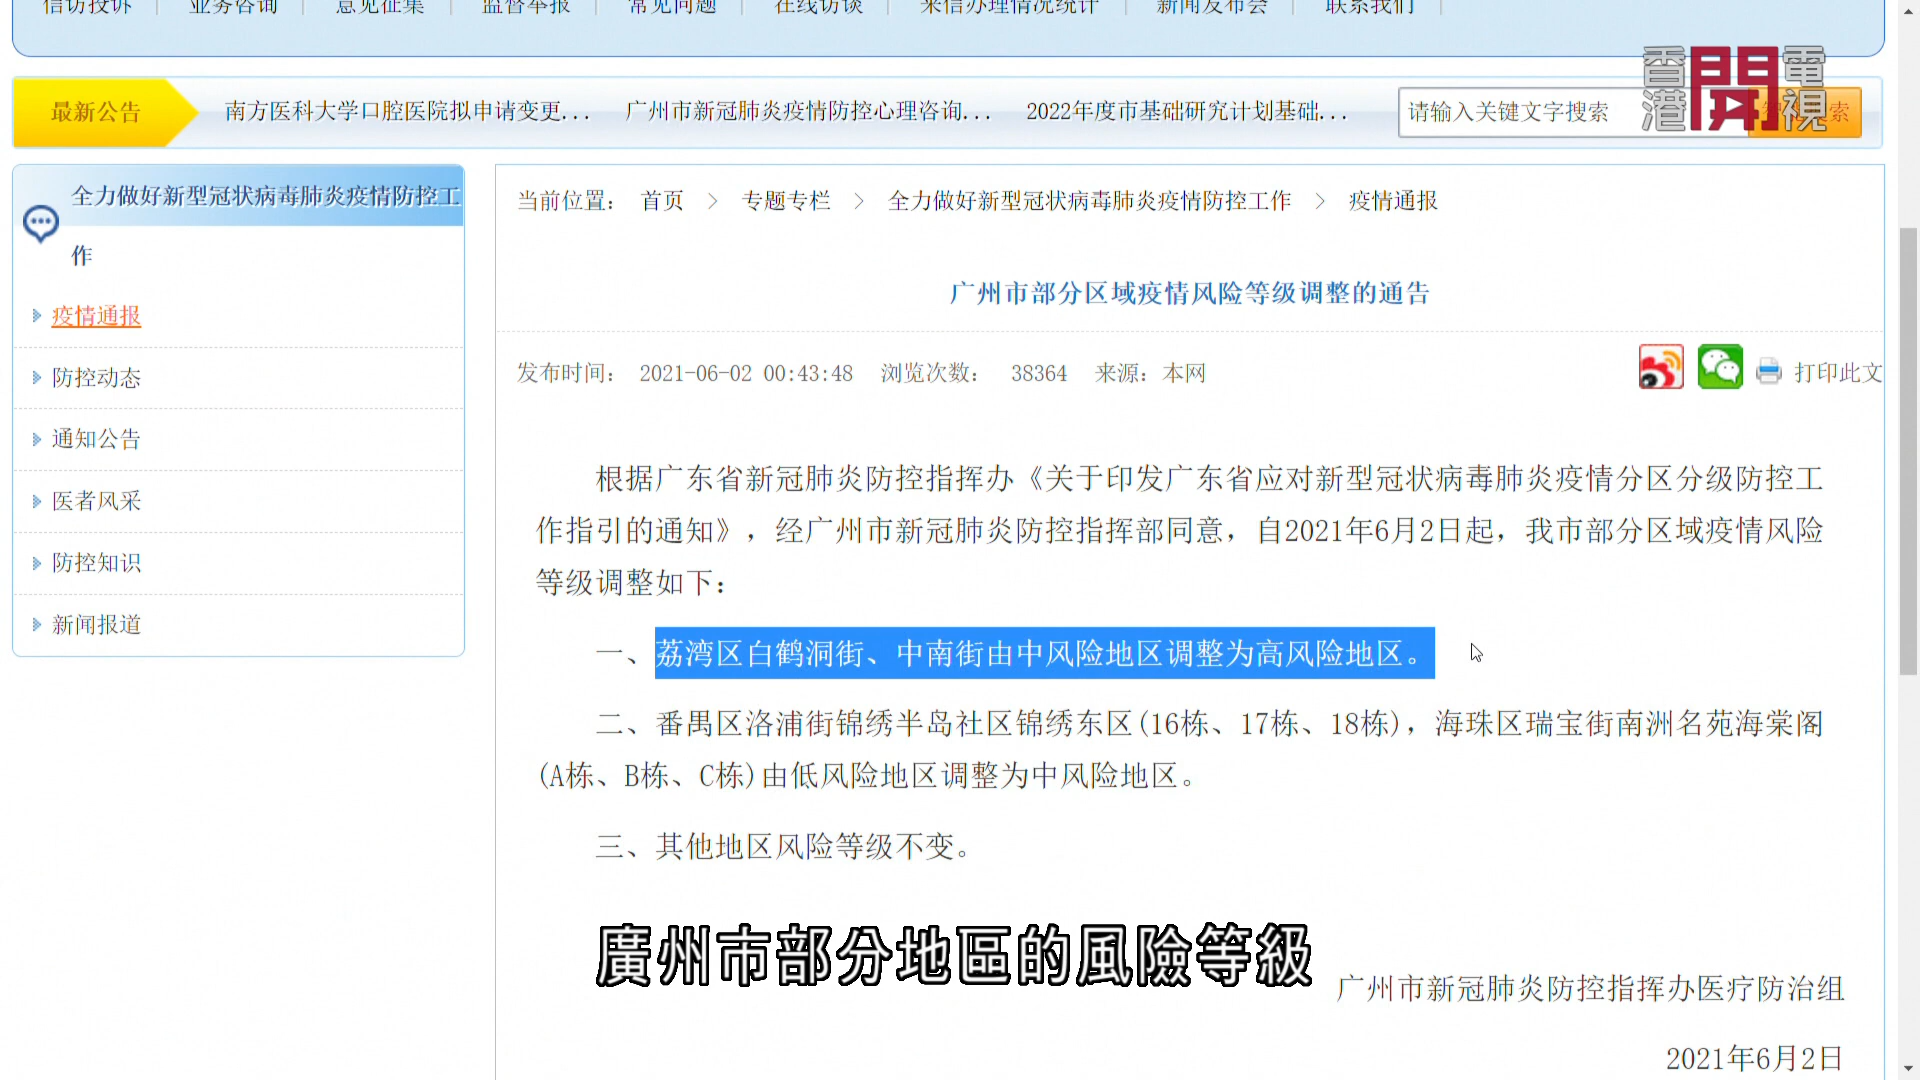 信访投诉 业务咨询 意见征集 监督举报 常见问题 在线访谈 来信办理情况统计 新闻发布会 联系我们
香港開電視
最新公告 南方医科大学口腔医院拟申请变更... 广州市新冠肺炎疫情防控心理咨询... 2022年度市基础研究计划基础... 请输入关键文字搜索 索
全力做好新型冠状病毒肺炎疫情防控工
作
疫情通报
防控动态
通知公告
医者风采
防控知识
新闻报道
当前位置： 首页 > 专题专栏 > 全力做好新型冠状病毒肺炎疫情防控工作 > 疫情通报
广州市部分区域疫情风险等级调整的通告
发布时间： 2021-06-02 00:43:48 浏览次数： 38364 来源：本网 打印此文
根据广东省新冠肺炎防控指挥办《关于印发广东省应对新型冠状病毒肺炎疫情分区分级防控工
作指引的通知》，经广州市新冠肺炎防控指挥部同意，自2021年6月2日起，我市部分区域疫情风险
等级调整如下：
一、荔湾区白鹤洞街、中南街由中风险地区调整为高风险地区。
二、番禺区洛浦街锦绣半岛社区锦绣东区(16栋、17栋、18栋)，海珠区瑞宝街南洲名苑海棠阁
(A栋、B栋、C栋)由低风险地区调整为中风险地区。
三、其他地区风险等级不变。
廣州市部分地區的風險等級
广州市新冠肺炎防控指挥办医疗防治组
2021年6月2日